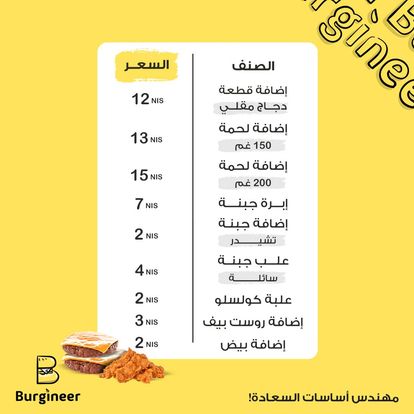 Burgineer
الصنف السعر
إضافة قطعة
دجاج مقلي
12 NIS
إضافة لحمة
150 غم
13 NIS
إضافة لحمة
200 غم
15 NIS
إبرة جبنة 7 NIS
إضافة جبنة
تشيدر
2 NIS
علب جبنة
سائلة
4 NIS
علبة كولسلو 2 NIS
إضافة روست بيف 3 NIS
إضافة بيض 2 NIS
Burgineer
مهندس أساسات السعادة!